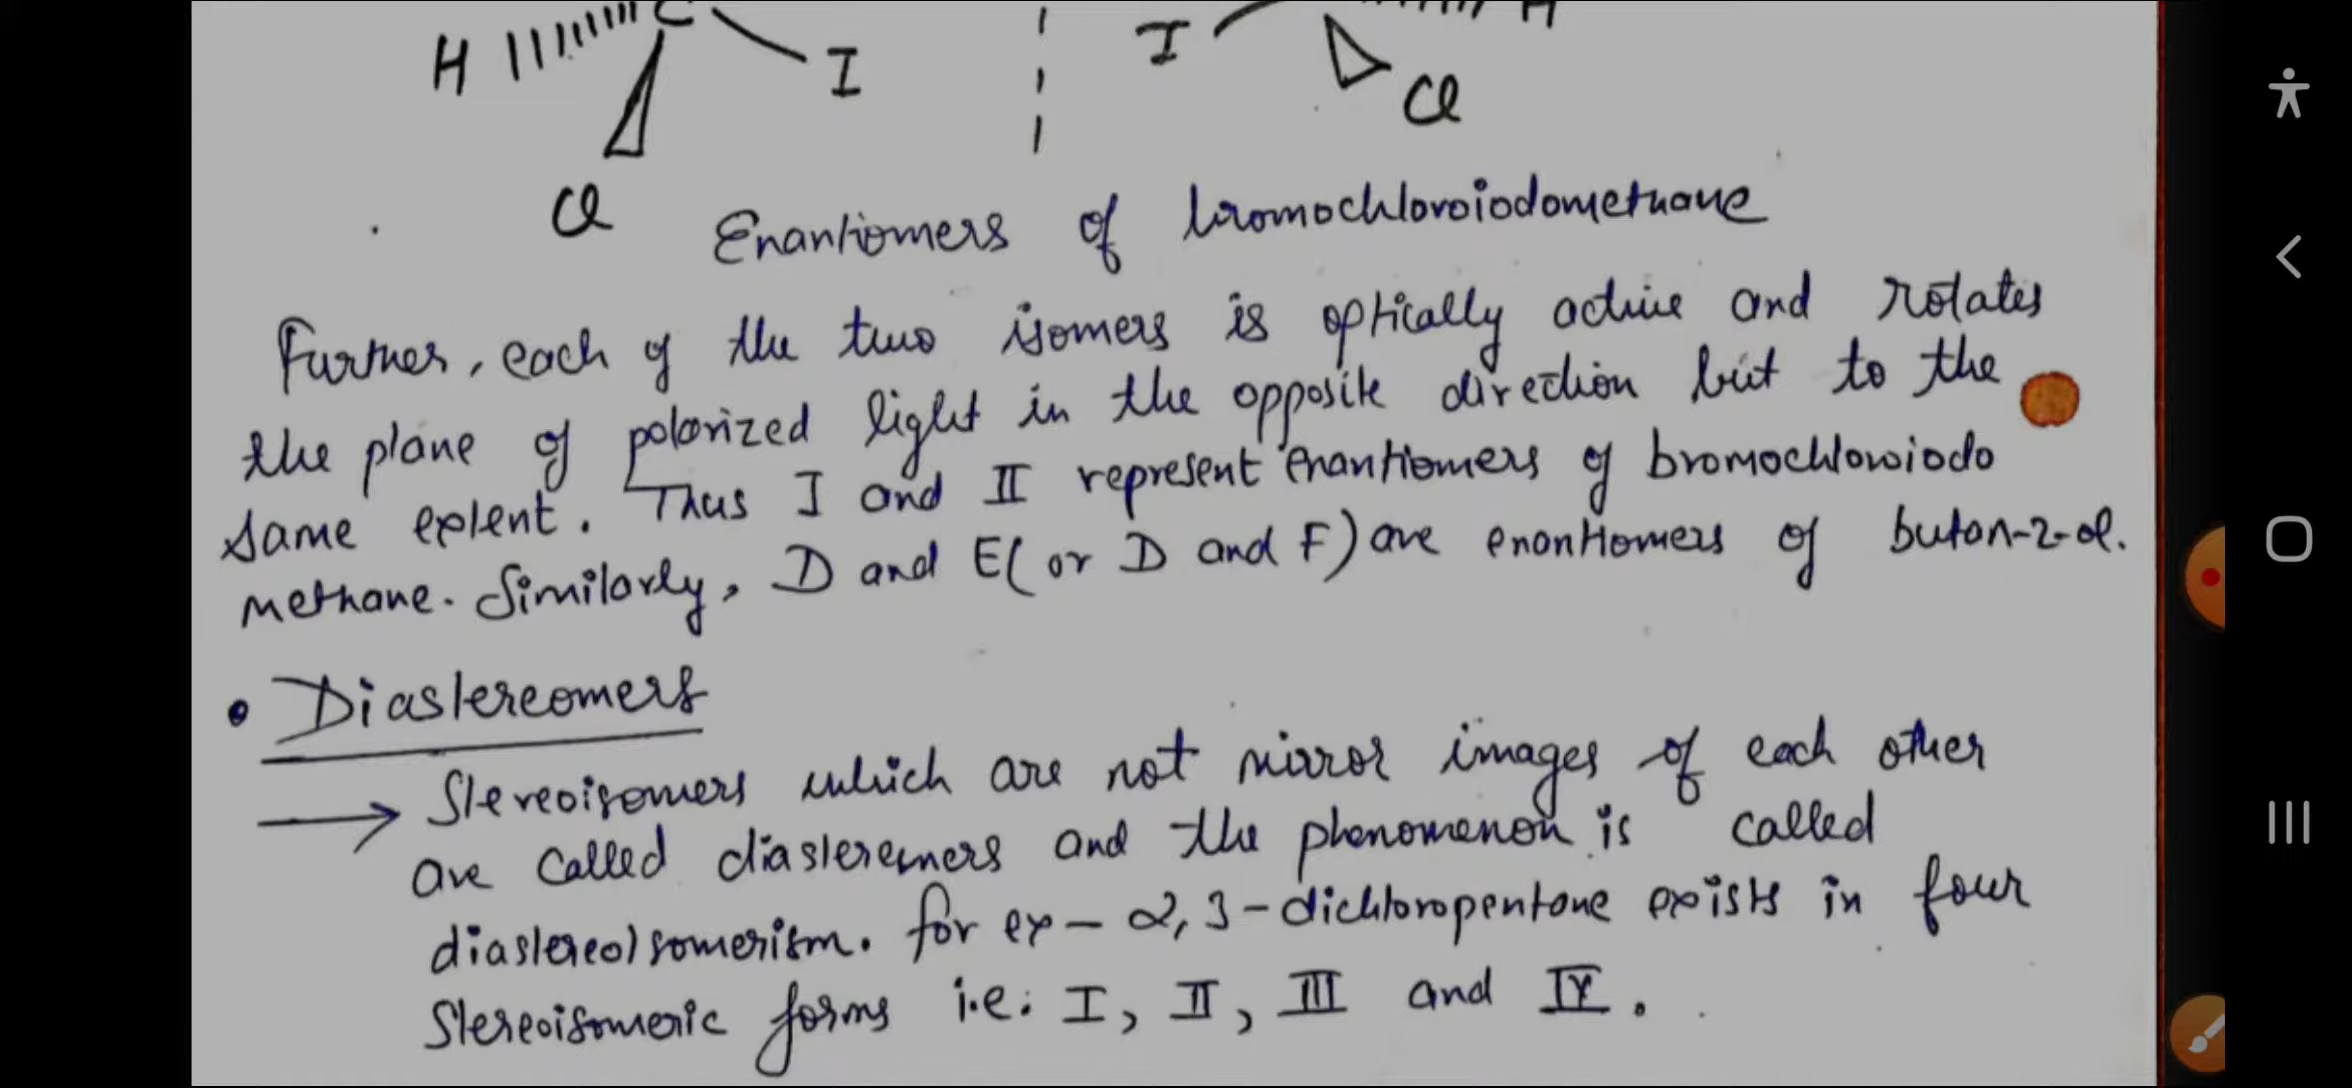 H C I
I H
Cl
Cl
Enantiomers of bromochloroiodomethane
Further, each of the two isomers is optically active and rotates
the plane of polarized light in the opposite direction but to the
same extent. Thus I and II represent enantiomers of bromochloroiodo
methane. Similarly, D and E( or D and F) are enantiomers of butan-2-ol.
• Diastereomers
→ Stereoisomers which are not mirror images of each other
are called diasteremers and the phenomenon is called
diastereoisomerism. for ex- 2,3-dichloropentane exists in four
Stereoisomeric forms i.e. I, II, III and IV.